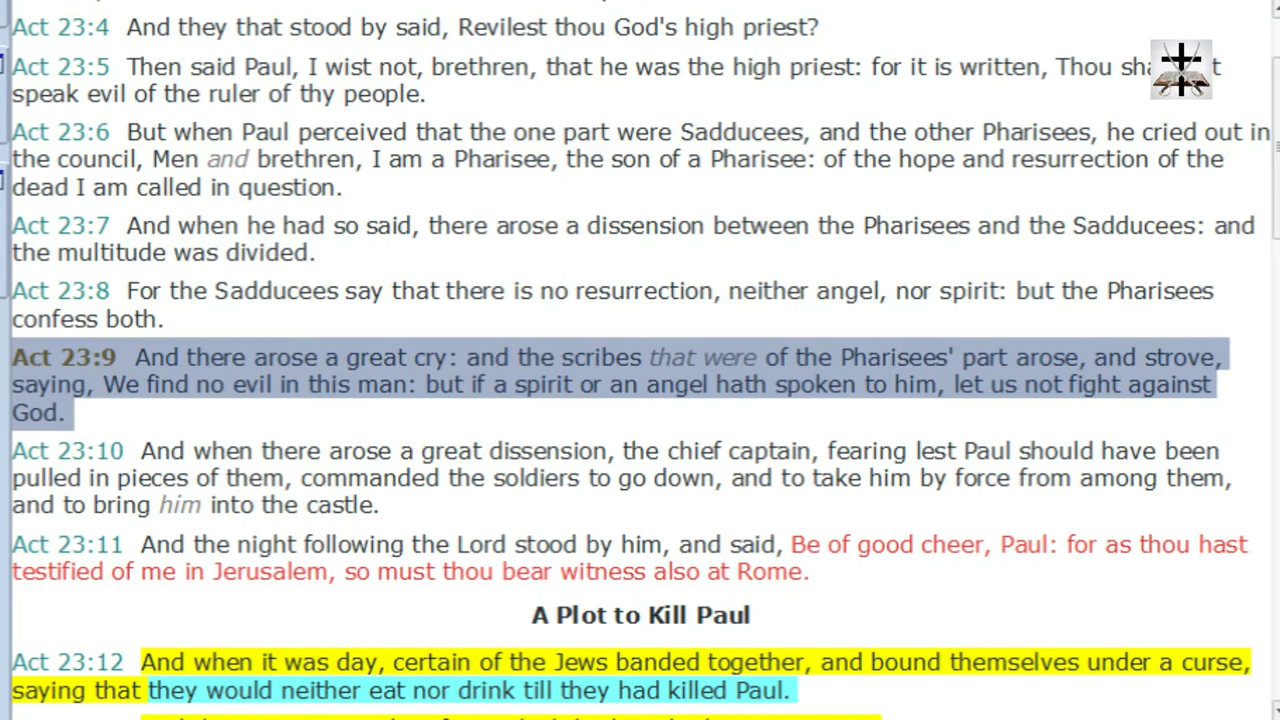 Act 23:4 And they that stood by said, Revilest thou God's high priest?
Act 23:5 Then said Paul, I wist not, brethren, that he was the high priest: for it is written, Thou sha t
speak evil of the ruler of thy people.
Act 23:6 But when Paul perceived that the one part were Sadducees, and the other Pharisees, he cried out in
the council, Men and brethren, I am a Pharisee, the son of a Pharisee: of the hope and resurrection of the
dead I am called in question.
Act 23:7 And when he had so said, there arose a dissension between the Pharisees and the Sadducees: and
the multitude was divided.
Act 23:8 For the Sadducees say that there is no resurrection, neither angel, nor spirit: but the Pharisees
confess both.
Act 23:9 And there arose a great cry: and the scribes that were of the Pharisees' part arose, and strove,
saying, We find no evil in this man: but if a spirit or an angel hath spoken to him, let us not fight against
God.
Act 23:10 And when there arose a great dissension, the chief captain, fearing lest Paul should have been
pulled in pieces of them, commanded the soldiers to go down, and to take him by force from among them,
and to bring him into the castle.
Act 23:11 And the night following the Lord stood by him, and said, Be of good cheer, Paul: for as thou hast
testified of me in Jerusalem, so must thou bear witness also at Rome.
A Plot to Kill Paul
Act 23:12 And when it was day, certain of the Jews banded together, and bound themselves under a curse,
saying that they would neither eat nor drink till they had killed Paul.